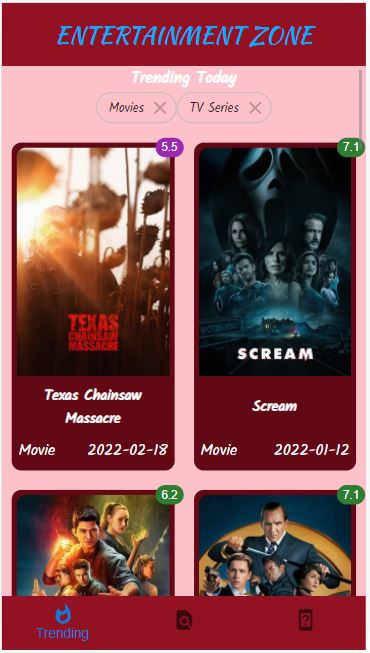 ENTERTAINMENT ZONE
Trending Today
Movies
TV Series
5.5
7.1
TEXAS
CHAINSAW
MASSACRE
SCREAM
Texas Chainsaw
Massacre
Scream
Movie 2022-02-18
Movie 2022-01-12
6.2
7.1
Trending